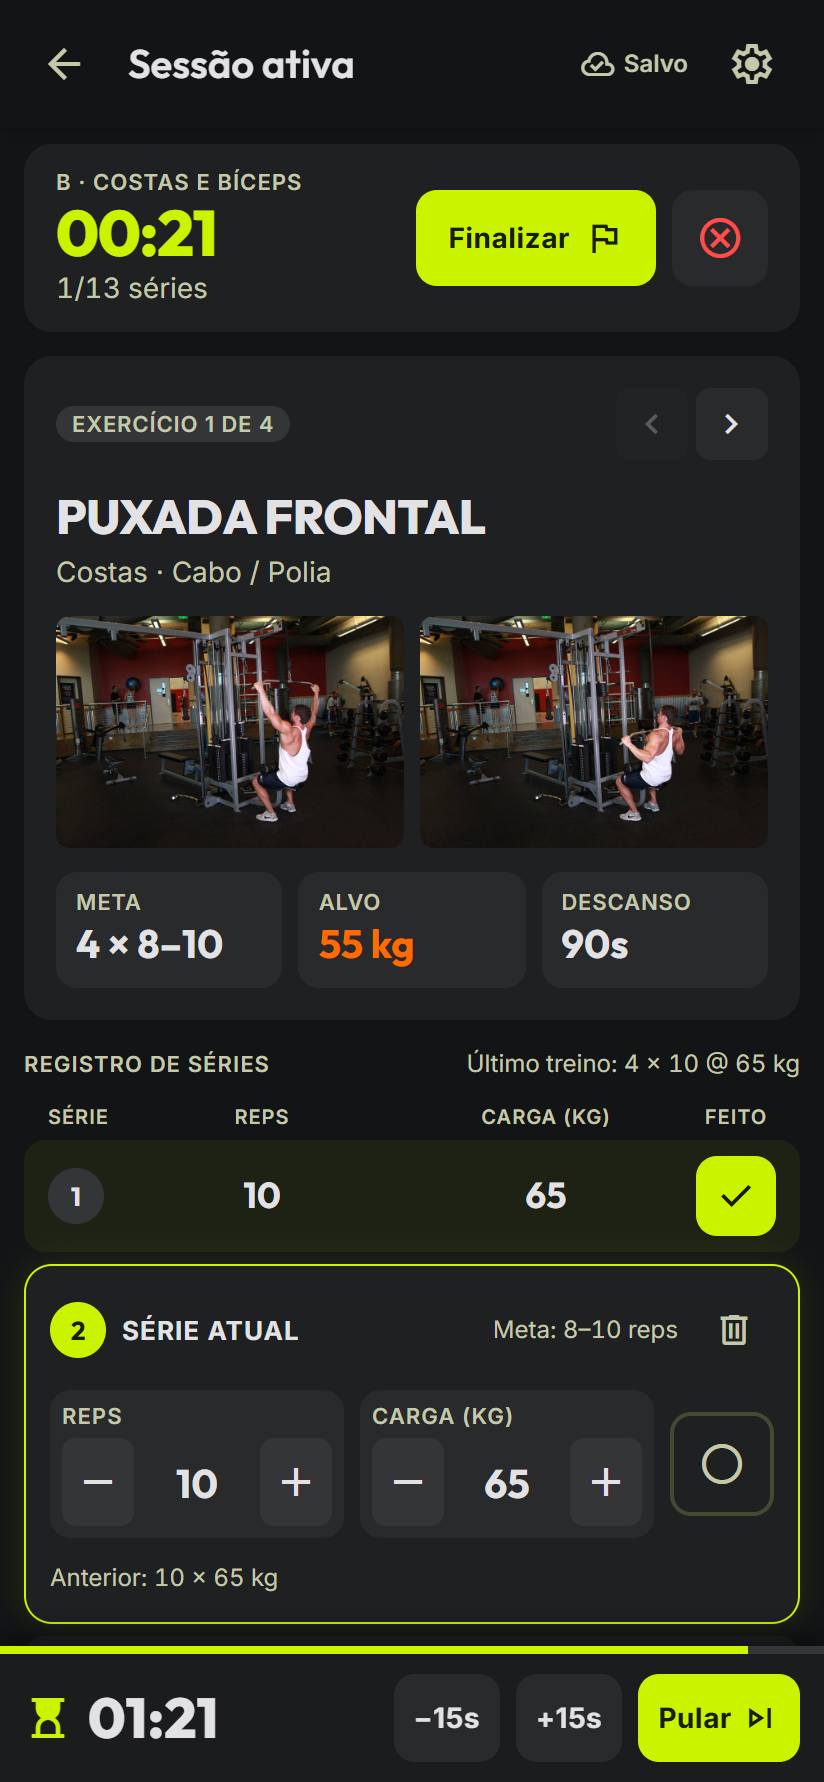 Sessão ativa
Salvo
B · COSTAS E BÍCEPS
00:21
1/13 séries
Finalizar
EXERCÍCIO 1 DE 4
PUXADA FRONTAL
Costas · Cabo / Polia
META
4 × 8–10
ALVO
55 kg
DESCANSO
90s
REGISTRO DE SÉRIES
Último treino: 4 × 10 @ 65 kg
SÉRIE REPS CARGA (KG) FEITO
1 10 65
2 SÉRIE ATUAL
Meta: 8–10 reps
REPS
− 10 +
CARGA (KG)
− 65 +
Anterior: 10 × 65 kg
01:21
−15s
+15s
Pular